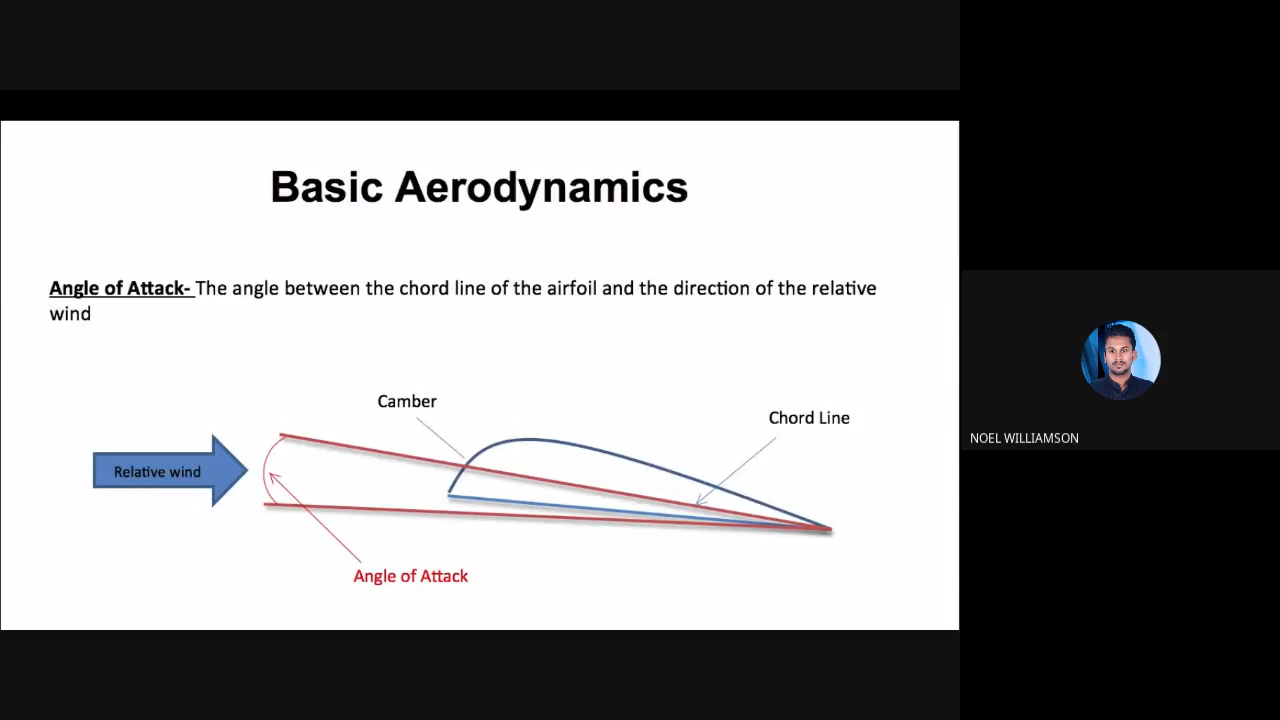 Basic Aerodynamics
Angle of Attack- The angle between the chord line of the airfoil and the direction of the relative
wind
Camber
Chord Line
Relative wind
Angle of Attack
NOEL WILLIAMSON